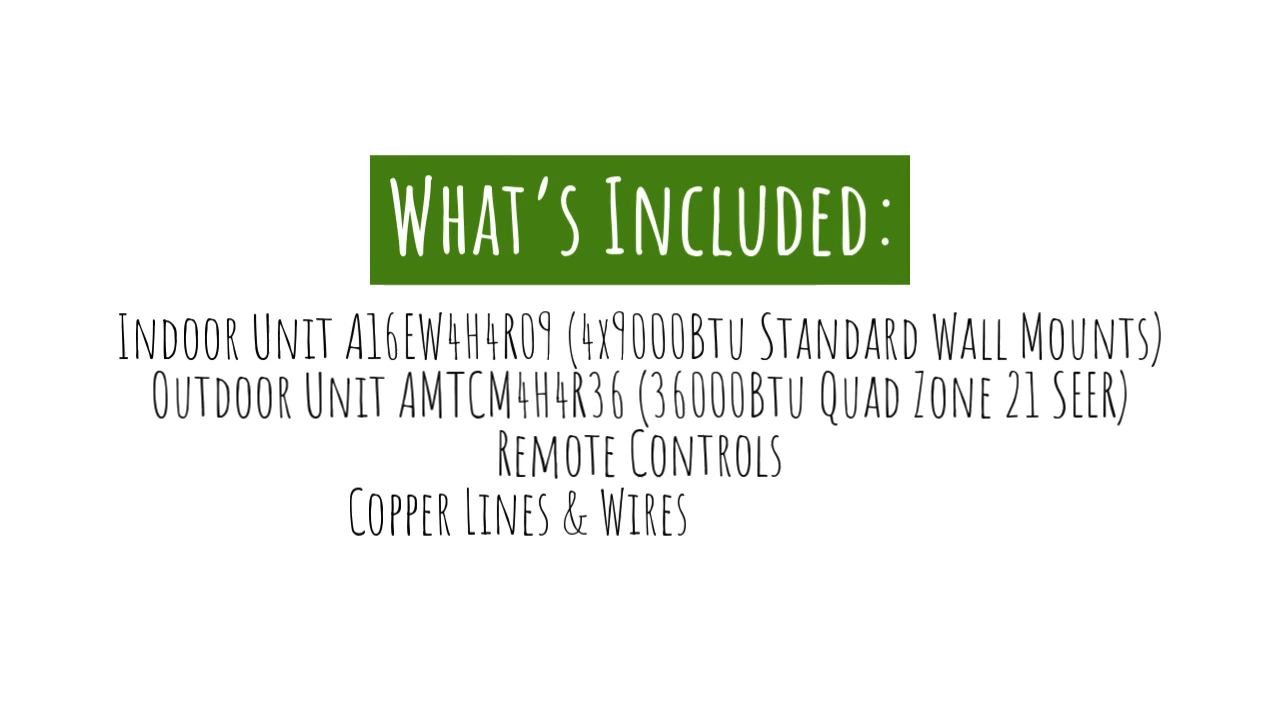 What's Included:
Indoor Unit A16EW4H4R09 (4x9000Btu Standard Wall Mounts)
Outdoor Unit AMTCM4H4R36 (36000Btu Quad Zone 21 SEER)
Remote Controls
Copper Lines & Wires